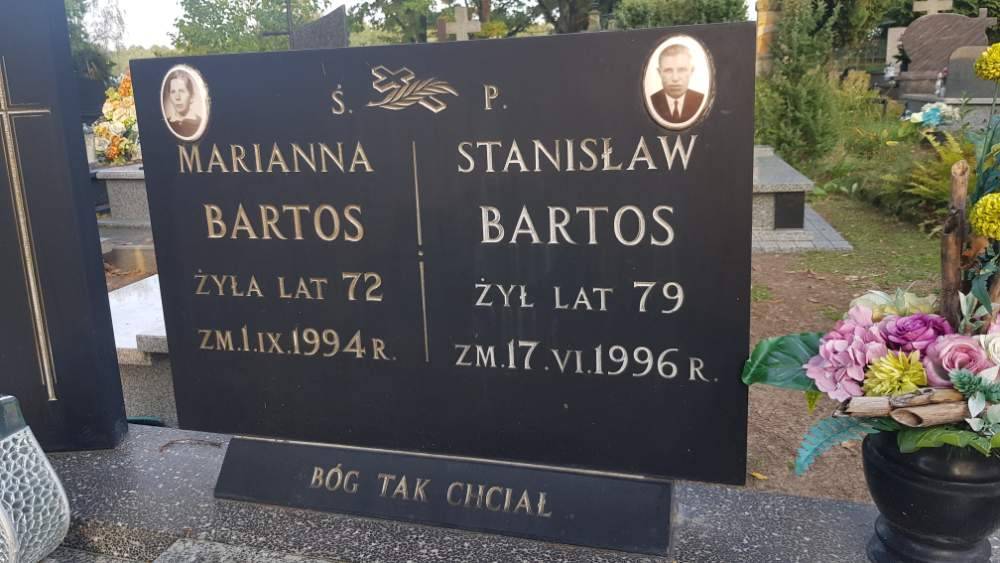 Ś. P.
MARIANNA
BARTOS
ŻYŁA LAT 72
ZM. 1. IX. 1994 R.
STANISŁAW
BARTOS
ŻYŁ LAT 79
ZM. 17. VI. 1996 R.
BÓG TAK CHCIAŁ